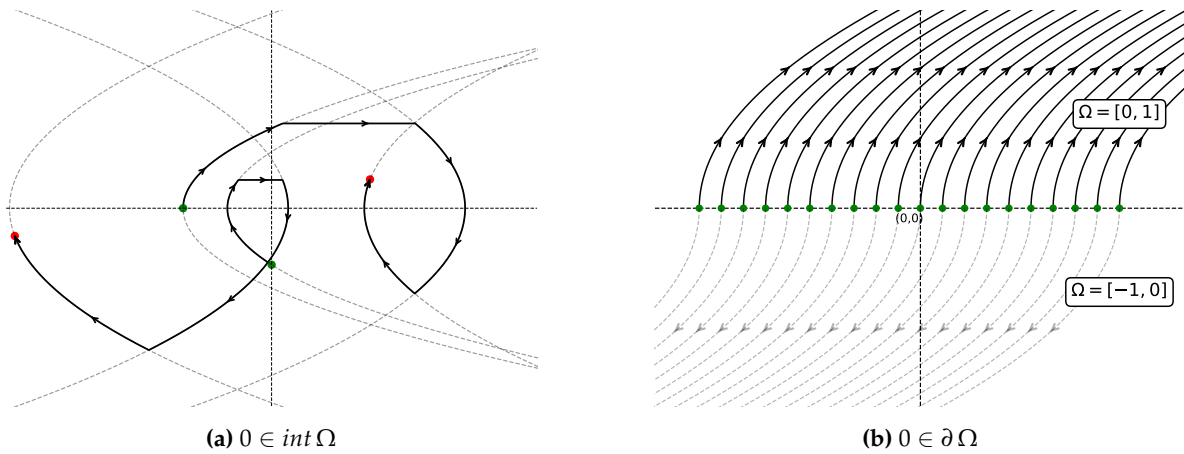 Ω = [0, 1]
(0,0)
Ω = [−1, 0]
(a) 0 ∈ int Ω
(b) 0 ∈ ∂ Ω